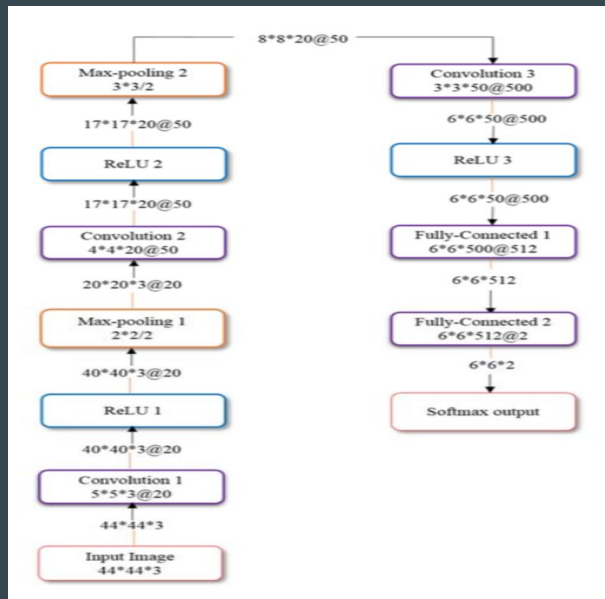 8*8*20@50
Max-pooling 2
3*3/2
17*17*20@50
ReLU 2
17*17*20@50
Convolution 2
4*4*20@50
20*20*3@20
Max-pooling 1
2*2/2
40*40*3@20
ReLU 1
40*40*3@20
Convolution 1
5*5*3@20
44*44*3
Input Image
44*44*3
Convolution 3
3*3*50@500
6*6*50@500
ReLU 3
6*6*50@500
Fully-Connected 1
6*6*500@512
6*6*512
Fully-Connected 2
6*6*512@2
6*6*2
Softmax output